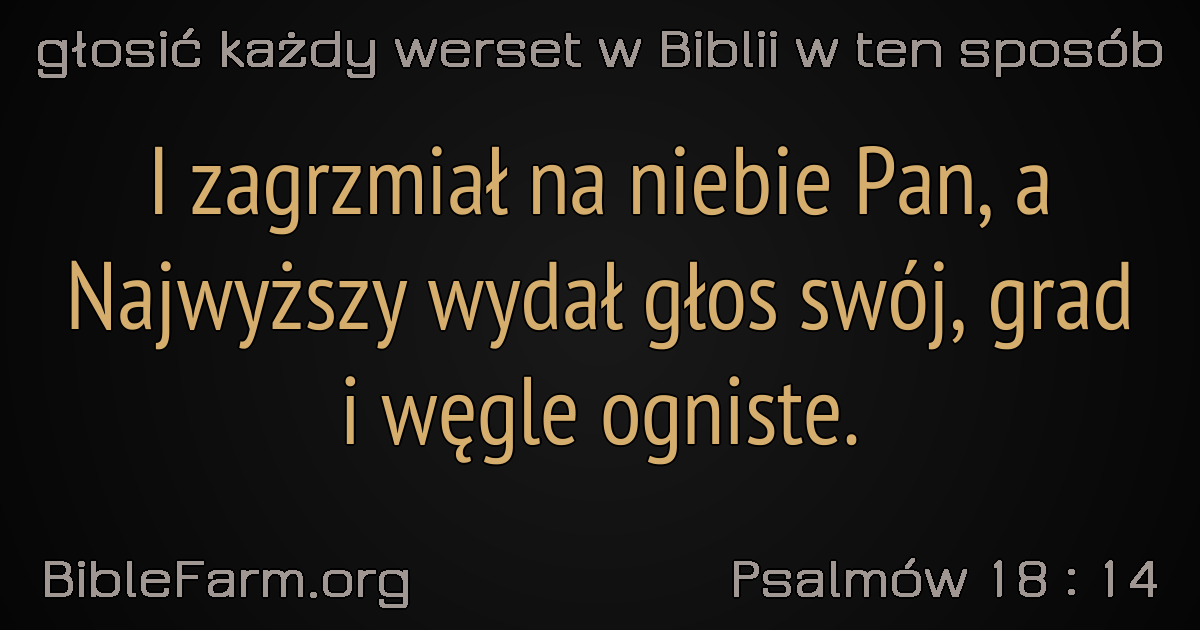 głosić każdy werset w Biblii w ten sposób
I zagrzmiał na niebie Pan, a
Najwyższy wydał głos swój, grad
i węgle ogniste.
BibleFarm.org
Psalmów 18 : 14